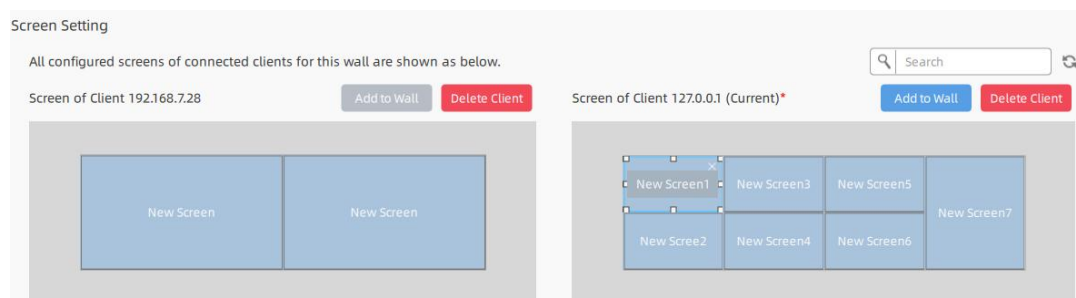 Screen Setting
All configured screens of connected clients for this wall are shown as below.
Search
Screen of Client 192.168.7.28
Add to Wall
Delete Client
New Screen
New Screen
Screen of Client 127.0.0.1 (Current)*
Add to Wall
Delete Client
New Screen1
New Screen3
New Screen5
New Screen7
New Scree2
New Screen4
New Screen6